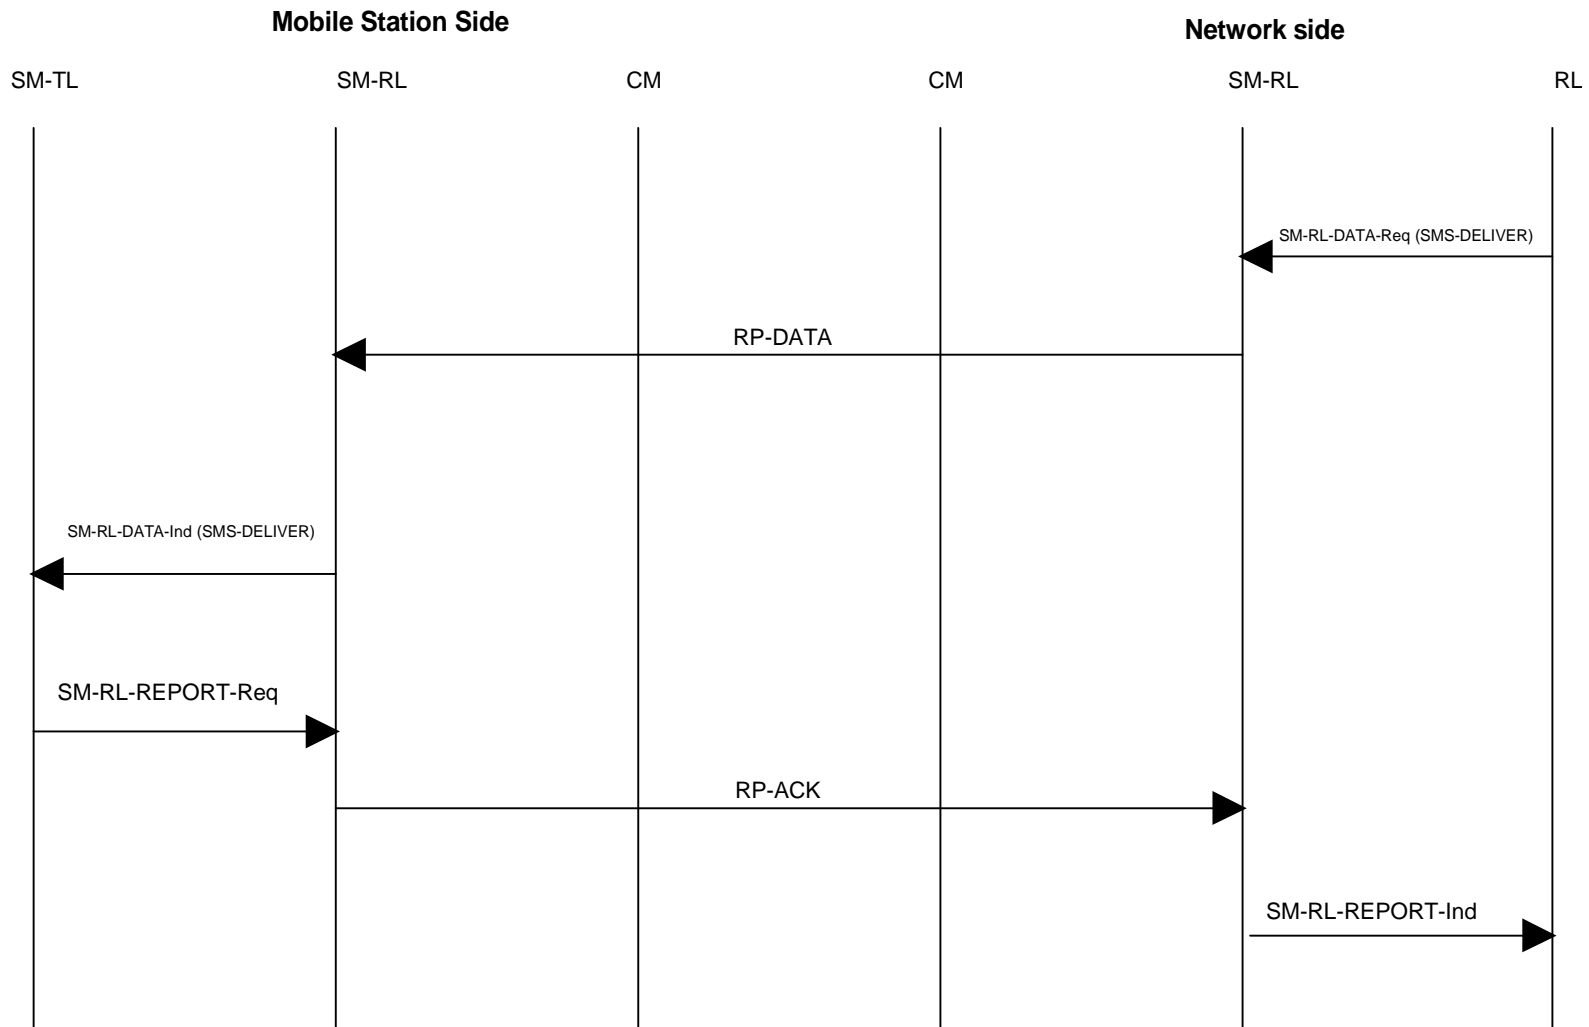 Mobile Station Side
Network side
SM-TL
SM-RL
CM
CM
SM-RL
RL
SM-RL-DATA-Req (SMS-DELIVER)
RP-DATA
SM-RL-DATA-Ind (SMS-DELIVER)
SM-RL-REPORT-Req
RP-ACK
SM-RL-REPORT-Ind